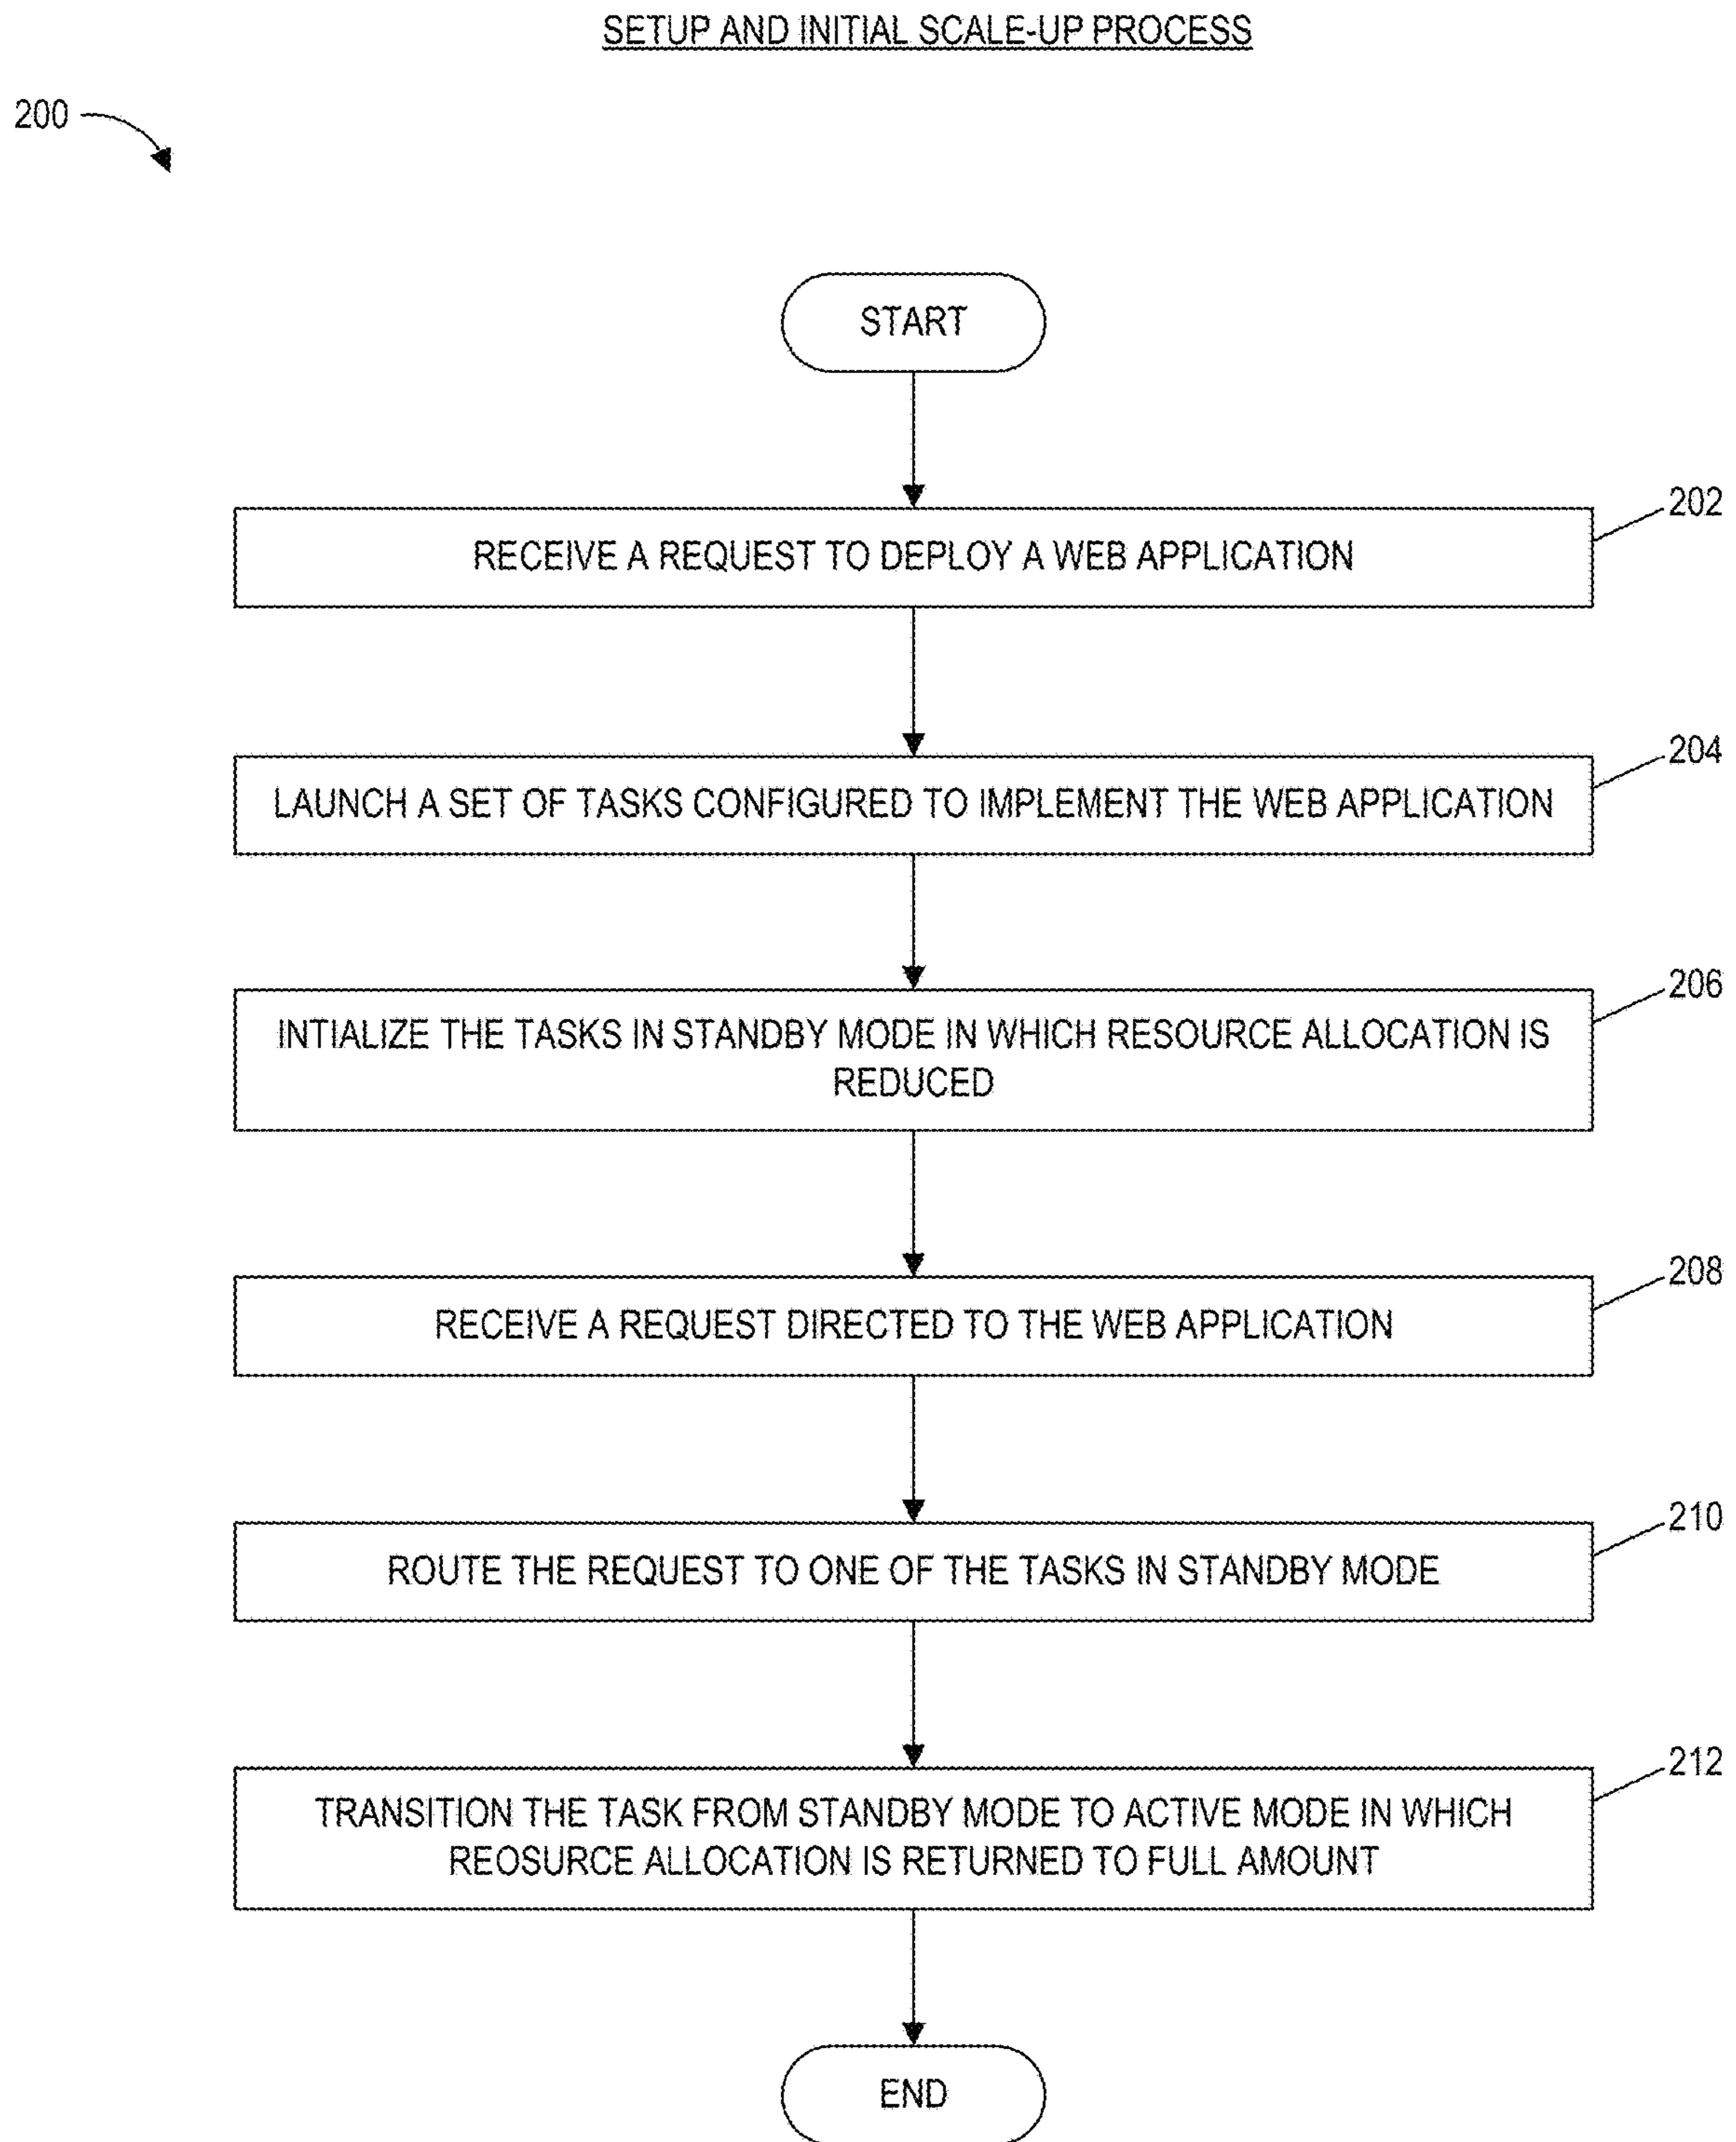 SETUP AND INITIAL SCALE-UP PROCESS
200
START
202
RECEIVE A REQUEST TO DEPLOY A WEB APPLICATION
204
LAUNCH A SET OF TASKS CONFIGURED TO IMPLEMENT THE WEB APPLICATION
206
INTIALIZE THE TASKS IN STANDBY MODE IN WHICH RESOURCE ALLOCATION IS
REDUCED
208
RECEIVE A REQUEST DIRECTED TO THE WEB APPLICATION
210
ROUTE THE REQUEST TO ONE OF THE TASKS IN STANDBY MODE
212
TRANSITION THE TASK FROM STANDBY MODE TO ACTIVE MODE IN WHICH
REOSURCE ALLOCATION IS RETURNED TO FULL AMOUNT
END